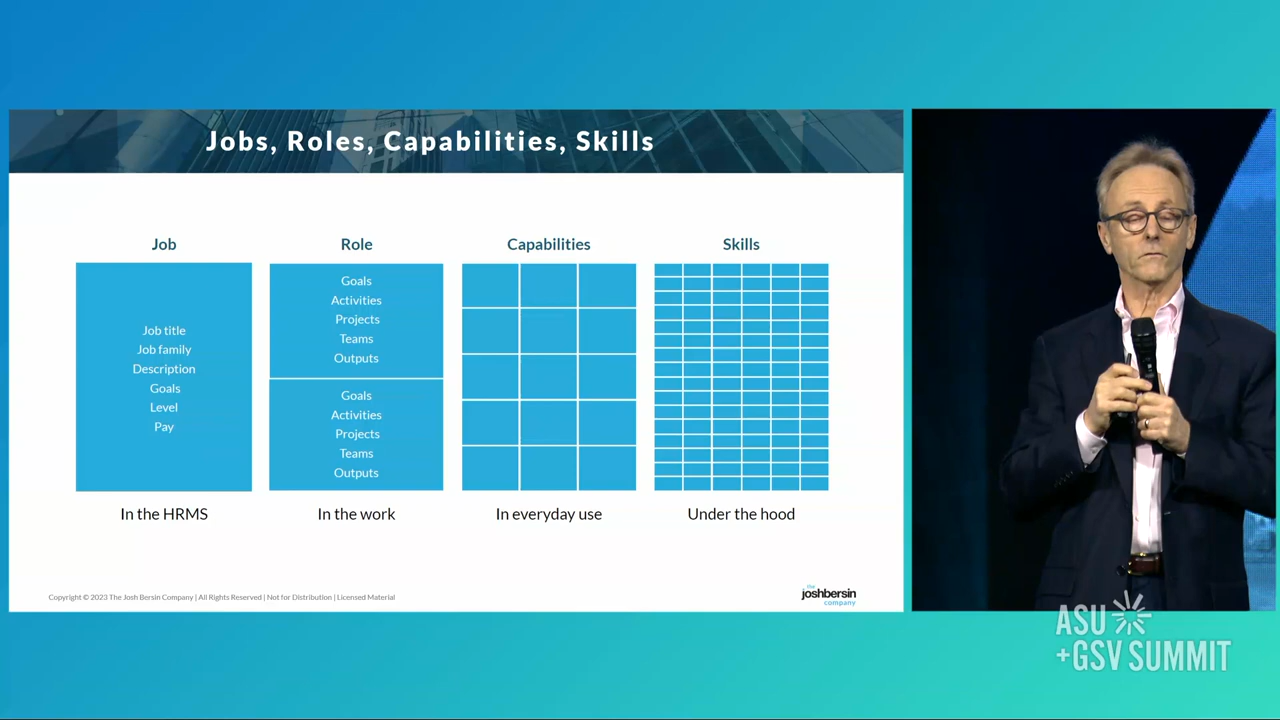 Jobs, Roles, Capabilities, Skills
Job
Job title
Job family
Description
Goals
Level
Pay
In the HRMS
Role
Goals
Activities
Projects
Teams
Outputs
Goals
Activities
Projects
Teams
Outputs
In the work
Capabilities
In everyday use
Skills
Under the hood
Copyright © 2023 The Josh Bersin Company | All Rights Reserved | Not for Distribution | Licensed Material
the
joshbersin
company
ASU
+GSV SUMMIT